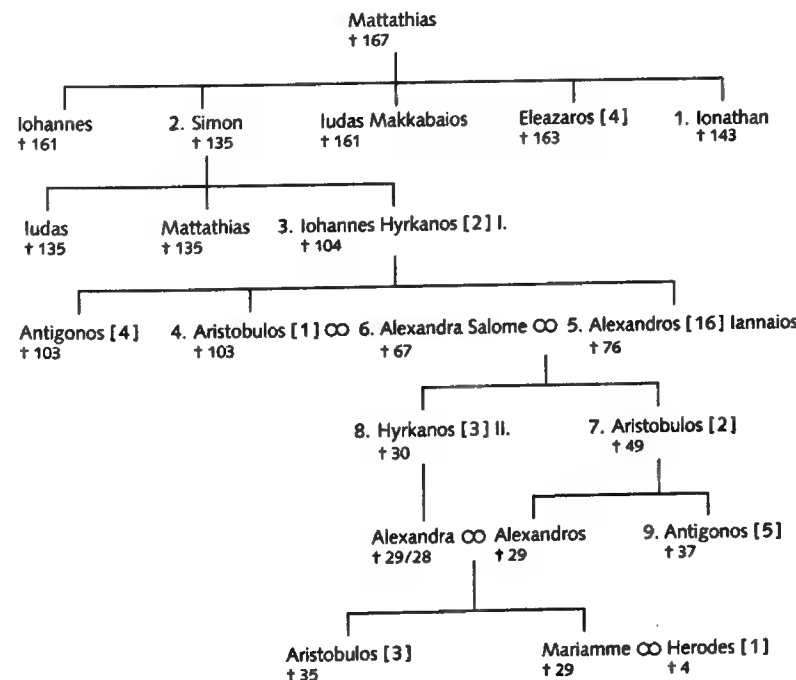 Mattathias
† 167
Iohannes 2. Simon Iudas Makkabaios Eleazaros [4] 1. Ionathan
† 161 † 135 † 161 † 163 † 143
Iudas Mattathias 3. Iohannes Hyrkanos [2] I.
† 135 † 135 † 104
Antigonos [4] 4. Aristobulos [1] ∞ 6. Alexandra Salome ∞ 5. Alexandros [16] Iannaios
† 103 † 103 † 67 † 76
8. Hyrkanos [3] II. 7. Aristobulos [2]
† 30 † 49
Alexandra ∞ Alexandros 9. Antigonos [5]
† 29/28 † 29 † 37
Aristobulos [3] Mariamme ∞ Herodes [1]
† 35 † 29 † 4